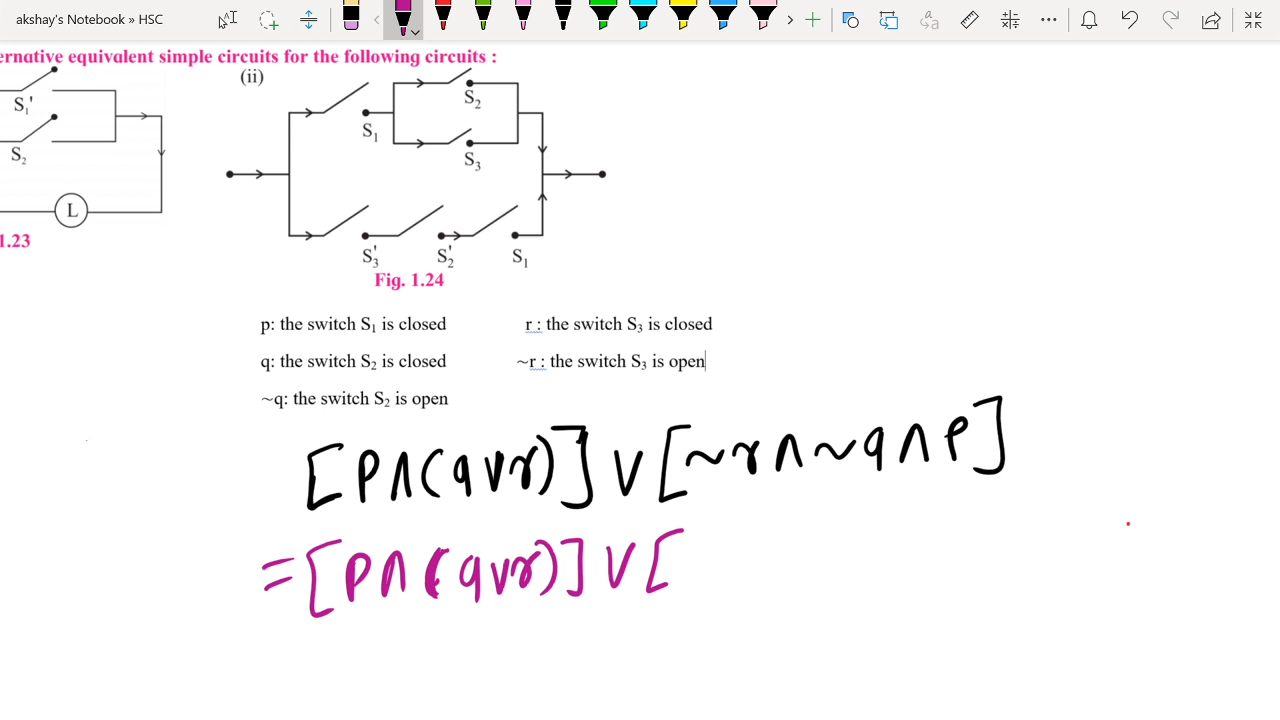 akshay's Notebook » HSC
ernative equivalent simple circuits for the following circuits :
(ii)
S₁'
S₂
L
1.23
S₁
S₂
S₃
S₃' S₂' S₁
Fig. 1.24
p: the switch S₁ is closed r : the switch S₃ is closed
q: the switch S₂ is closed ~r : the switch S₃ is open
~q: the switch S₂ is open
[p∧(q∨r)]∨[~r∧~q∧p]
=[p∧(q∨r)]∨[